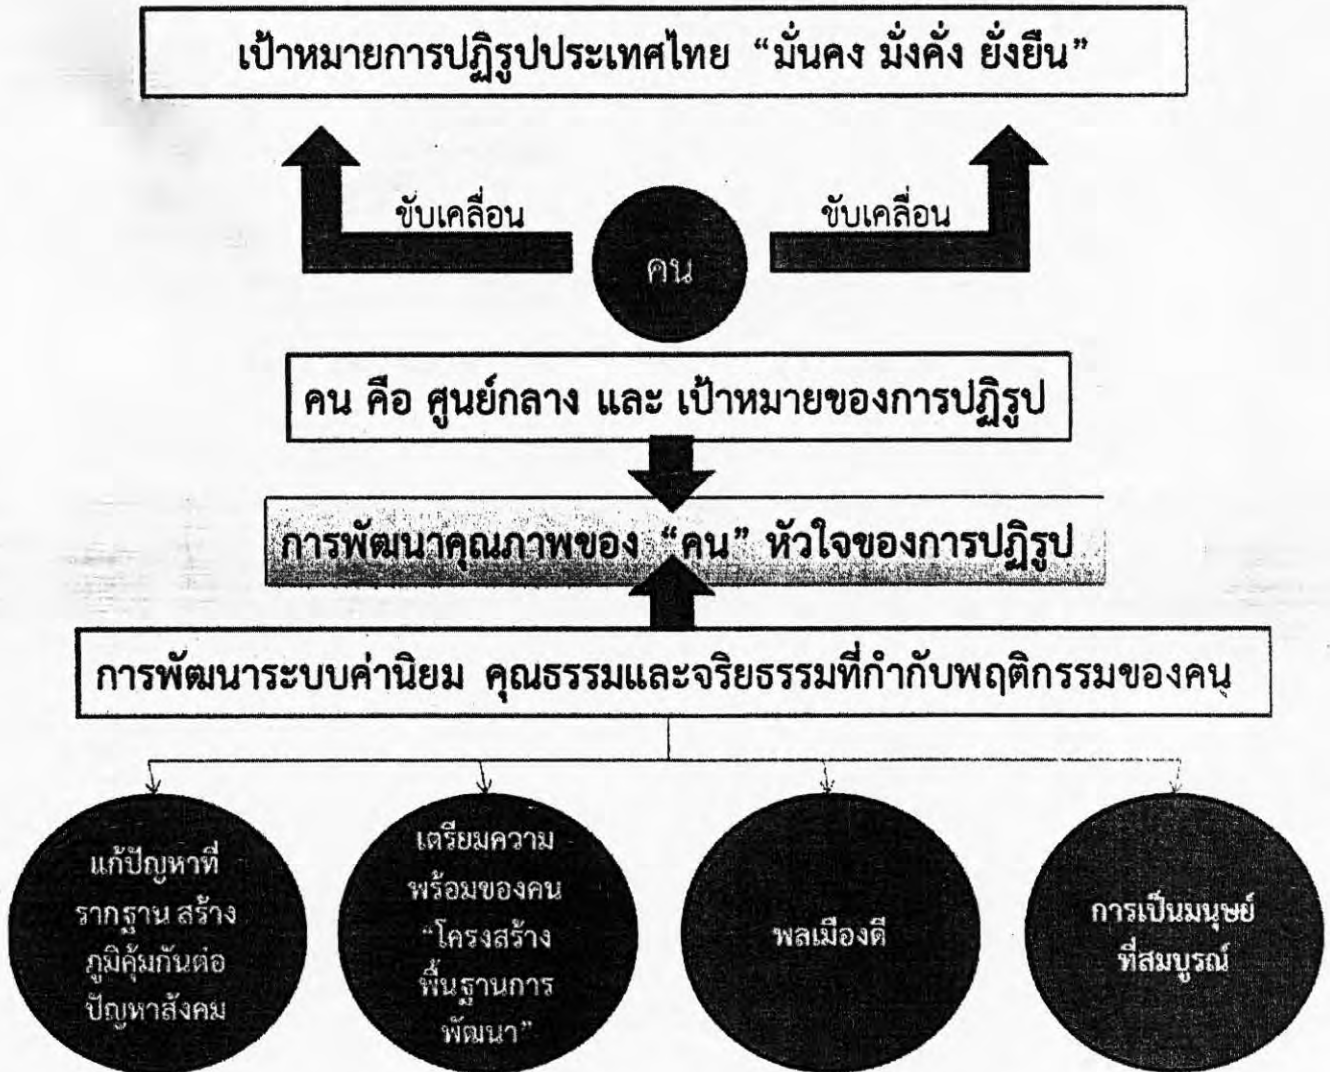 เป้าหมายการปฏิรูปประเทศไทย “มั่นคง มั่งคั่ง ยั่งยืน”
ขับเคลื่อน
คน
ขับเคลื่อน
คน คือ ศูนย์กลาง และ เป้าหมายของการปฏิรูป
การพัฒนาคุณภาพของ “คน” หัวใจของการปฏิรูป
การพัฒนาระบบค่านิยม คุณธรรมและจริยธรรมที่กำกับพฤติกรรมของคน
แก้ปัญหาที่
รากฐาน สร้าง
ภูมิคุ้มกันต่อ
ปัญหาสังคม
เตรียมความ
พร้อมของคน
“โครงสร้าง
พื้นฐานการ
พัฒนา”
พลเมืองดี
การเป็นมนุษย์
ที่สมบูรณ์